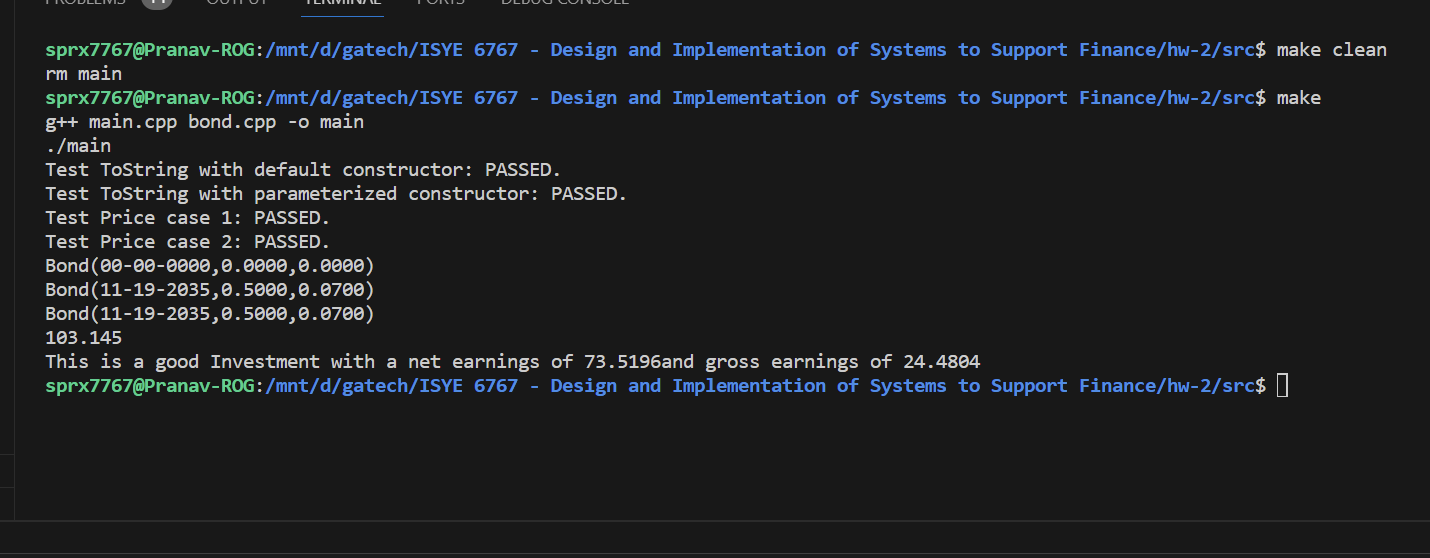 PROBLEMS OUTPUT TERMINAL PORTS DEBUG CONSOLE
sprx7767@Pranav-ROG:/mnt/d/gatech/ISYE 6767 - Design and Implementation of Systems to Support Finance/hw-2/src$ make clean
rm main
sprx7767@Pranav-ROG:/mnt/d/gatech/ISYE 6767 - Design and Implementation of Systems to Support Finance/hw-2/src$ make
g++ main.cpp bond.cpp -o main
./main
Test ToString with default constructor: PASSED.
Test ToString with parameterized constructor: PASSED.
Test Price case 1: PASSED.
Test Price case 2: PASSED.
Bond(00-00-0000,0.0000,0.0000)
Bond(11-19-2035,0.5000,0.0700)
Bond(11-19-2035,0.5000,0.0700)
103.145
This is a good Investment with a net earnings of 73.5196and gross earnings of 24.4804
sprx7767@Pranav-ROG:/mnt/d/gatech/ISYE 6767 - Design and Implementation of Systems to Support Finance/hw-2/src$